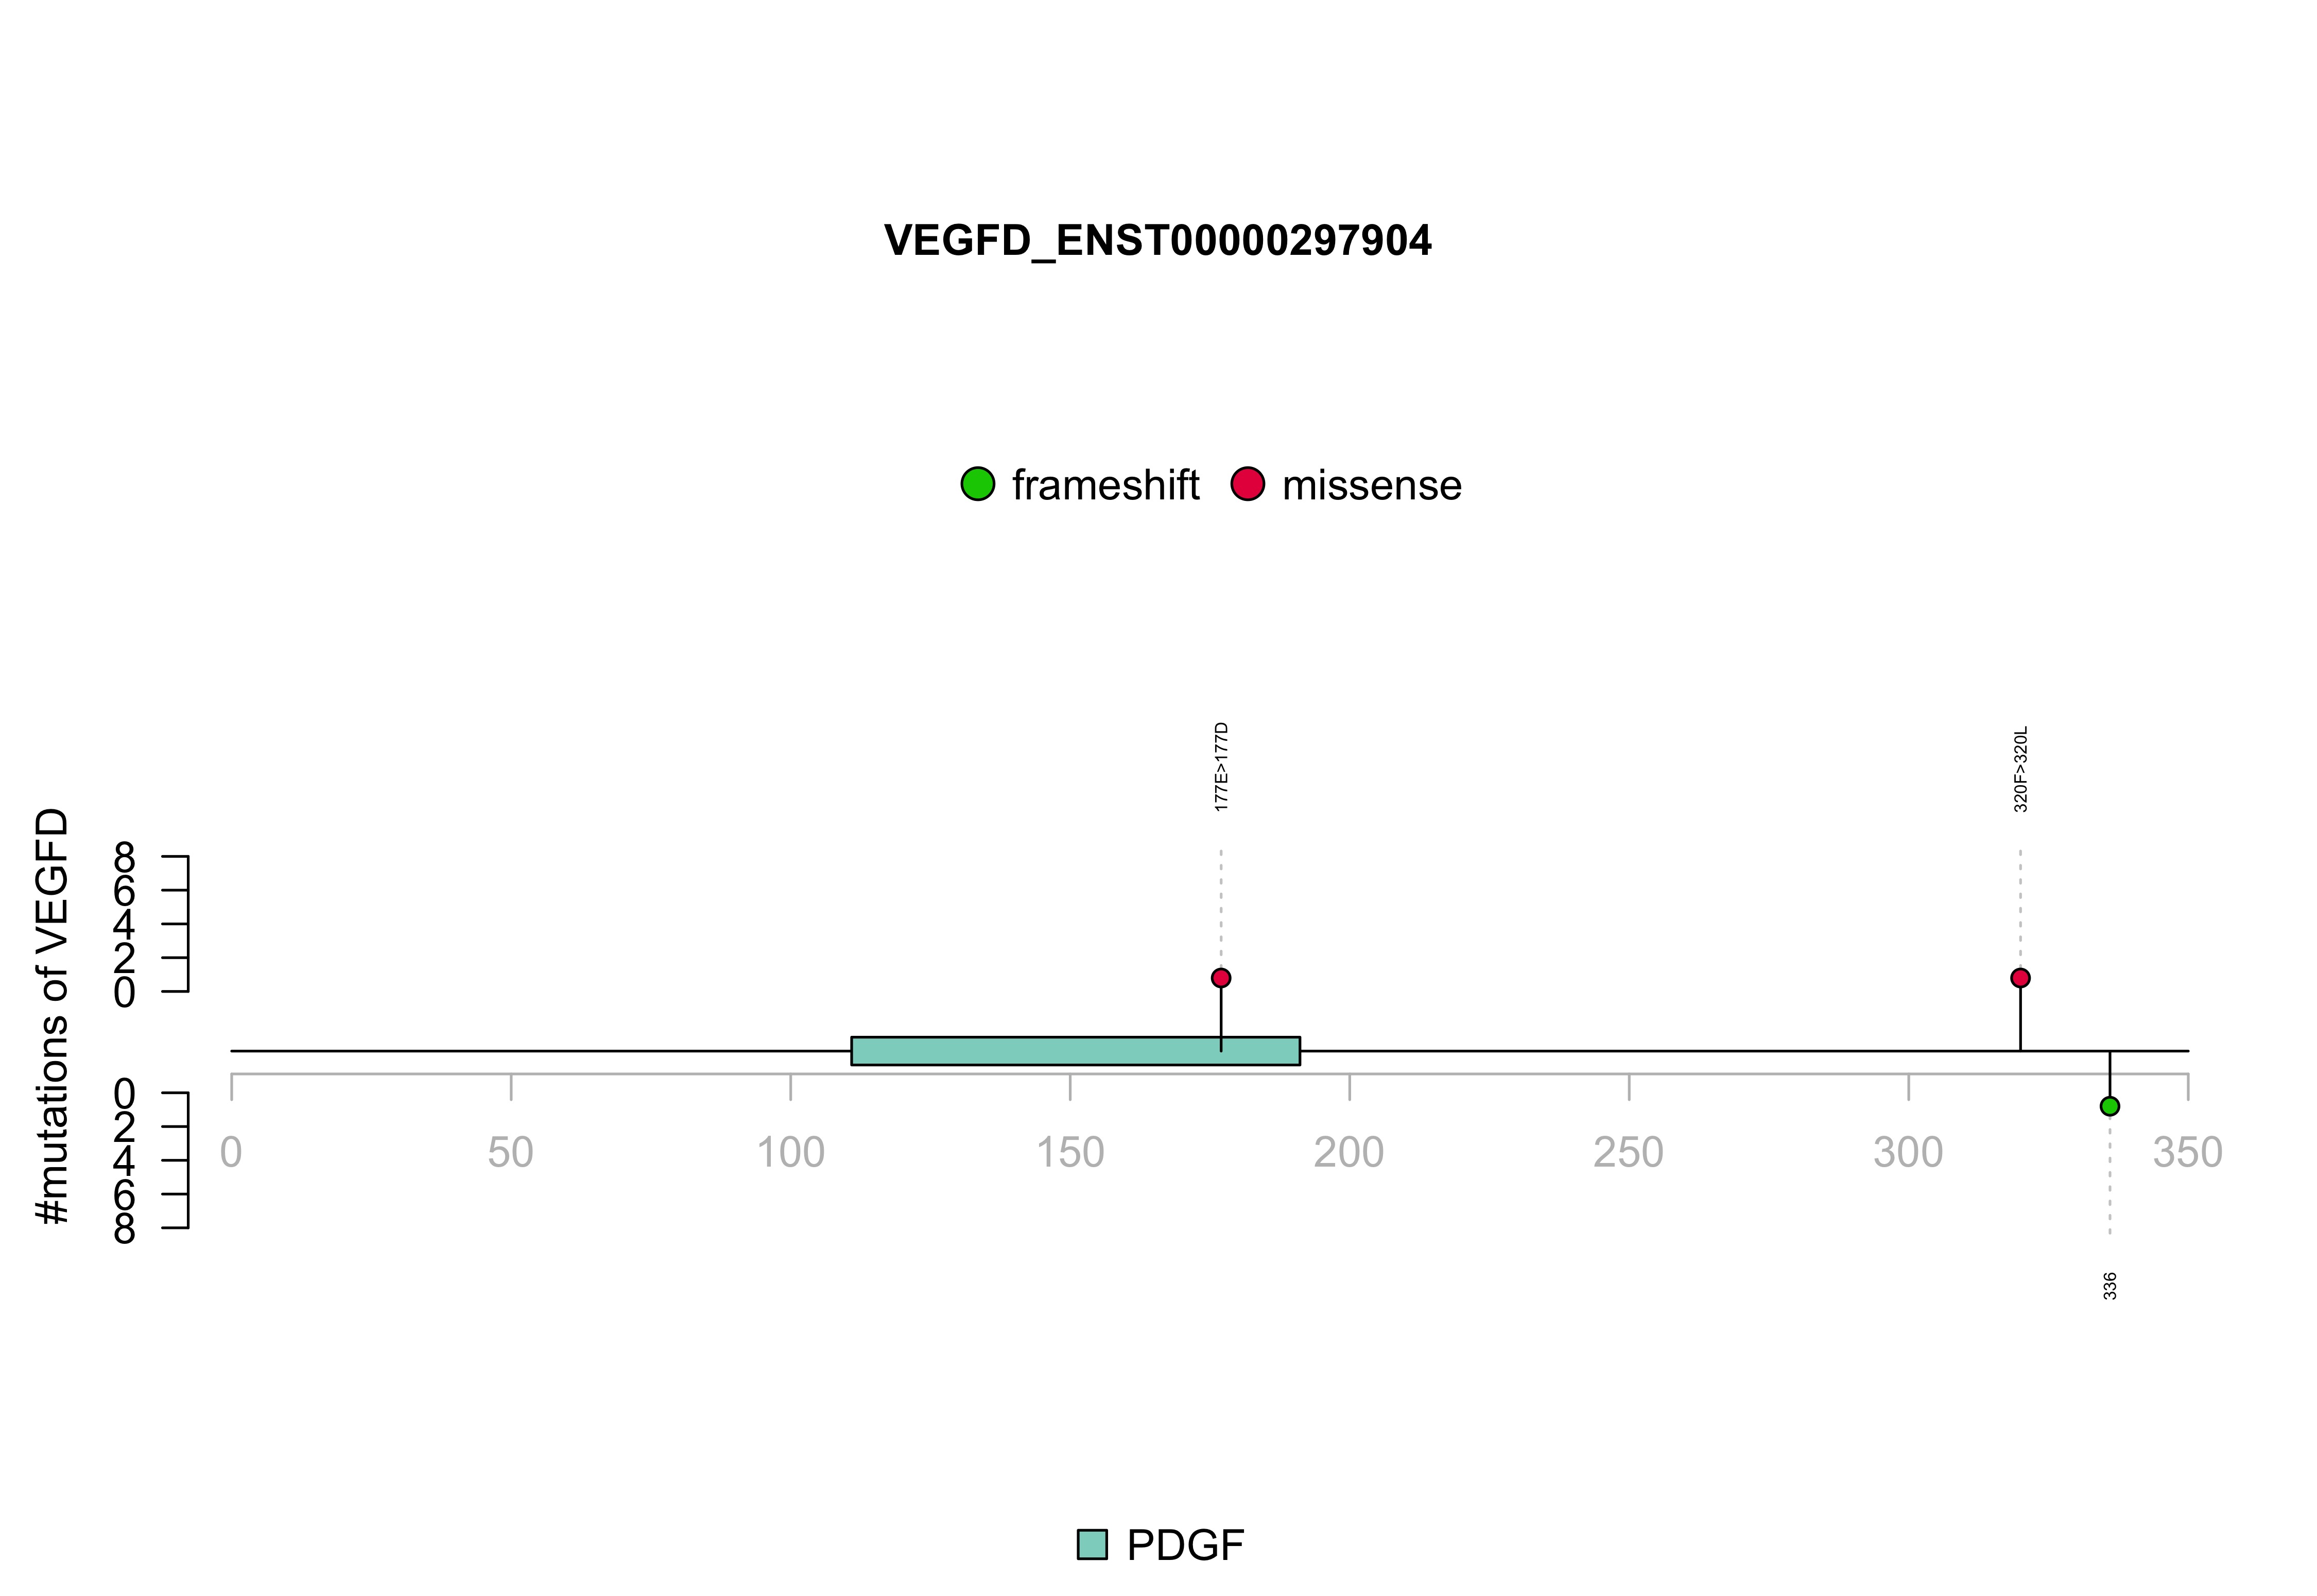 VEGFD_ENST00000297904
frameshift missense
177E>177D
320F>320L
#mutations of VEGFD
8
6
4
2
0
0
2
4
6
8
0 50 100 150 200 250 300 350
336
PDGF